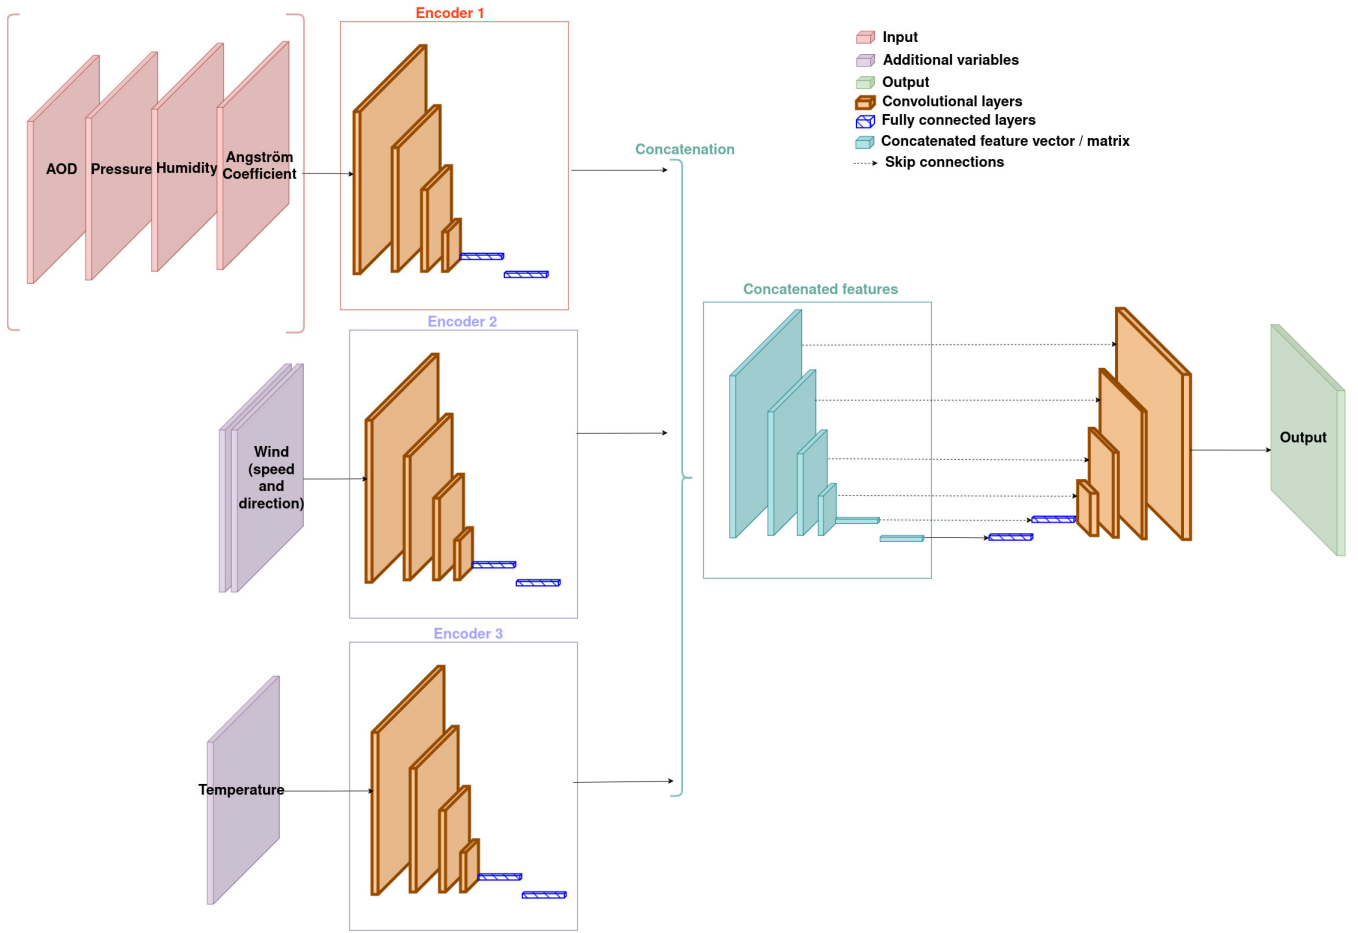 Encoder 1
Input
Additional variables
Output
Convolutional layers
Fully connected layers
Concatenated feature vector / matrix
Skip connections
AOD
Pressure
Humidity
Angström
Coefficient
Concatenation
Encoder 2
Concatenated features
Wind
(speed
and
direction)
Output
Encoder 3
Temperature